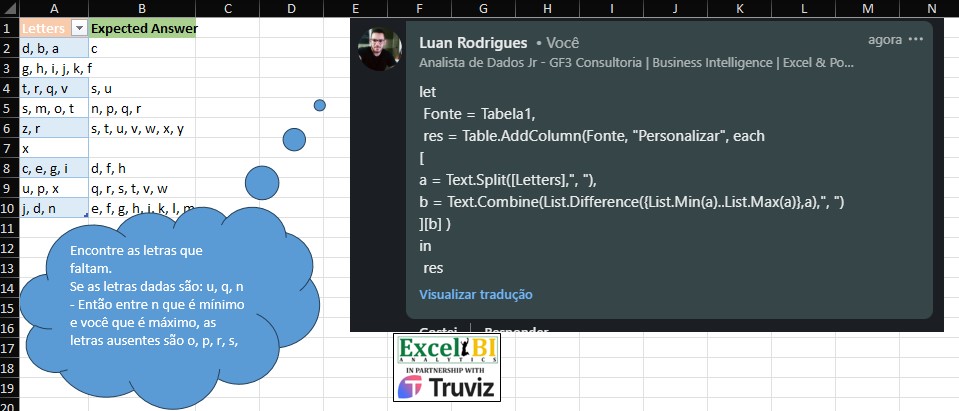 A B C D E F G H I J K L M N
1 Letters Expected Answer
2 d, b, a c
3 g, h, i, j, k, f
4 t, r, q, v s, u
5 s, m, o, t n, p, q, r
6 z, r s, t, u, v, w, x, y
7 x
8 c, e, g, i d, f, h
9 u, p, x q, r, s, t, v, w
10 j, d, n e, f, g, h, i, k, l, m
11
12
13
14
15
16
17
18
19
20
Encontre as letras que
faltam.
Se as letras dadas são: u, q, n
- Então entre n que é mínimo
e você que é máximo, as
letras ausentes são o, p, r, s,
Luan Rodrigues • Você
agora •••
Analista de Dados Jr - GF3 Consultoria | Business Intelligence | Excel & Po...
let
Fonte = Tabela1,
res = Table.AddColumn(Fonte, "Personalizar", each
[
a = Text.Split([Letters],", "),
b = Text.Combine(List.Difference({List.Min(a)..List.Max(a)},a),", ")
][b] )
in
res
Visualizar tradução
Gostei | Responder
Excel BI
ANALYTICS
IN PARTNERSHIP WITH
Truviz